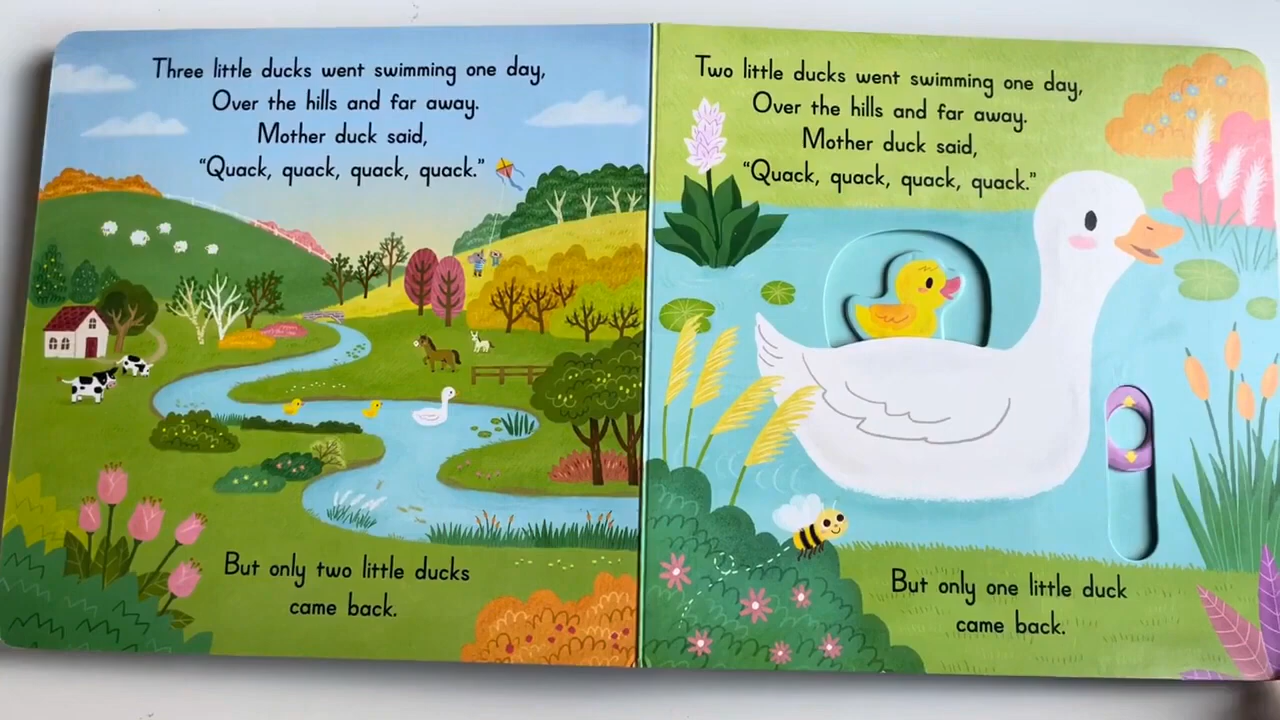 Three little ducks went swimming one day,
Over the hills and far away.
Mother duck said,
“Quack, quack, quack, quack.”
But only two little ducks
came back.
Two little ducks went swimming one day,
Over the hills and far away.
Mother duck said,
“Quack, quack, quack, quack.”
But only one little duck
came back.